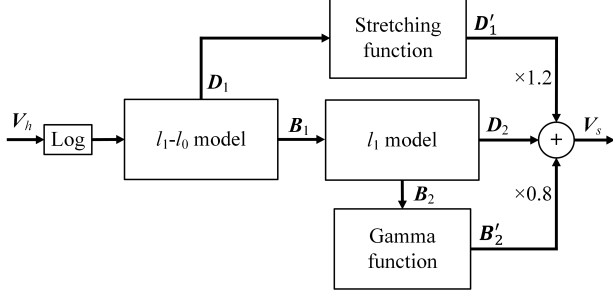 Stretching
function
D′₁
D₁
×1.2
Vₕ
Log
l₁-l₀ model
B₁
l₁ model
D₂
+
Vₛ
B₂
×0.8
Gamma
function
B′₂